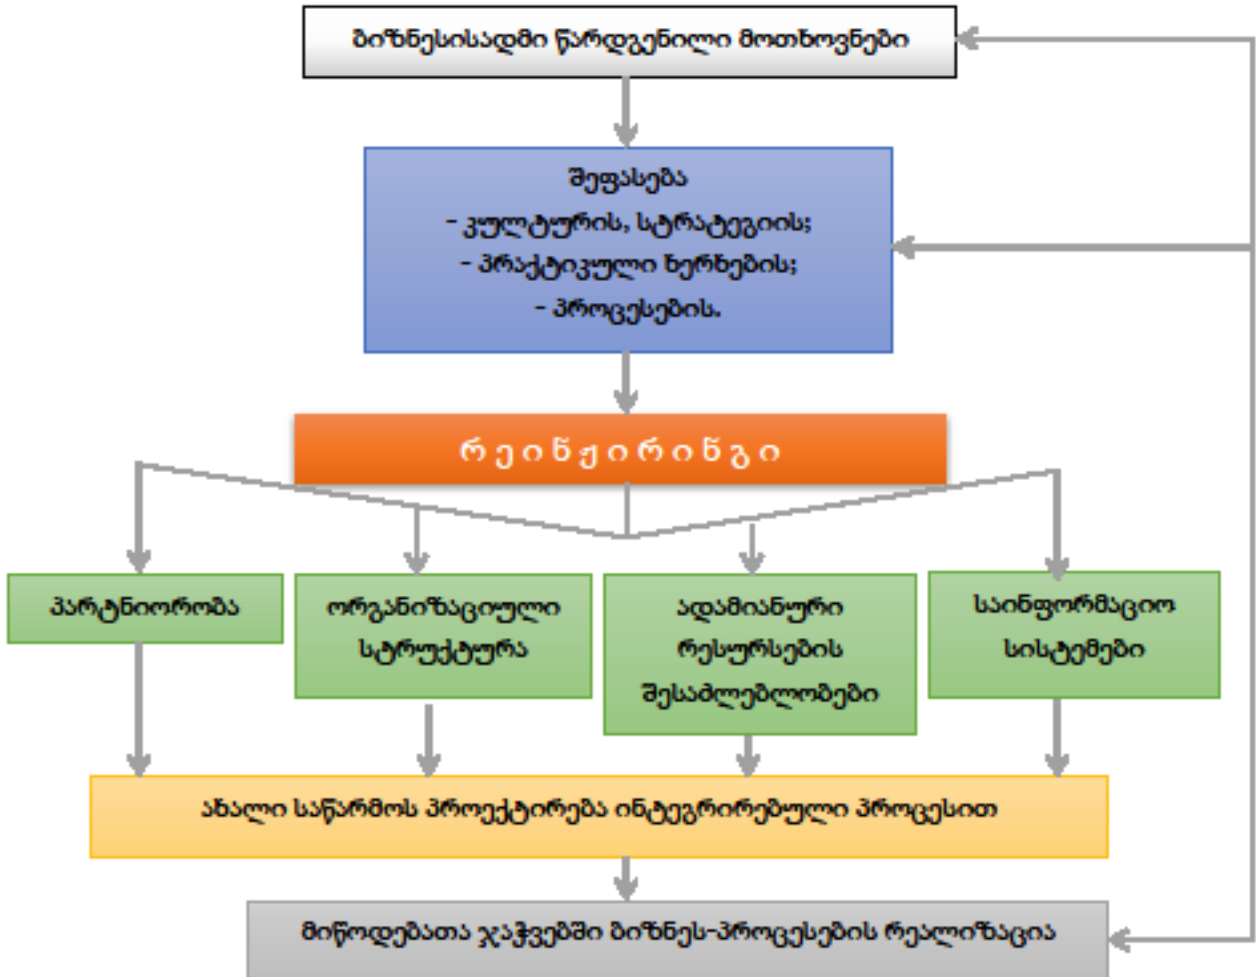 ბიზნესისადმი წარდგენილი მოთხოვნები
შეფასება
- კულტურის, სტრატეგიის;
- პრაქტიკული ხერხების;
- პროცესების.
რეინჟირინგი
პარტნიორობა
ორგანიზაციული
სტრუქტურა
ადამიანური
რესურსების
შესაძლებლობები
საინფორმაციო
სისტემები
ახალი საწარმოს პროექტირება ინტეგრირებული პროცესით
მიწოდებათა ჯაჭვებში ბიზნეს-პროცესების რეალიზაცია